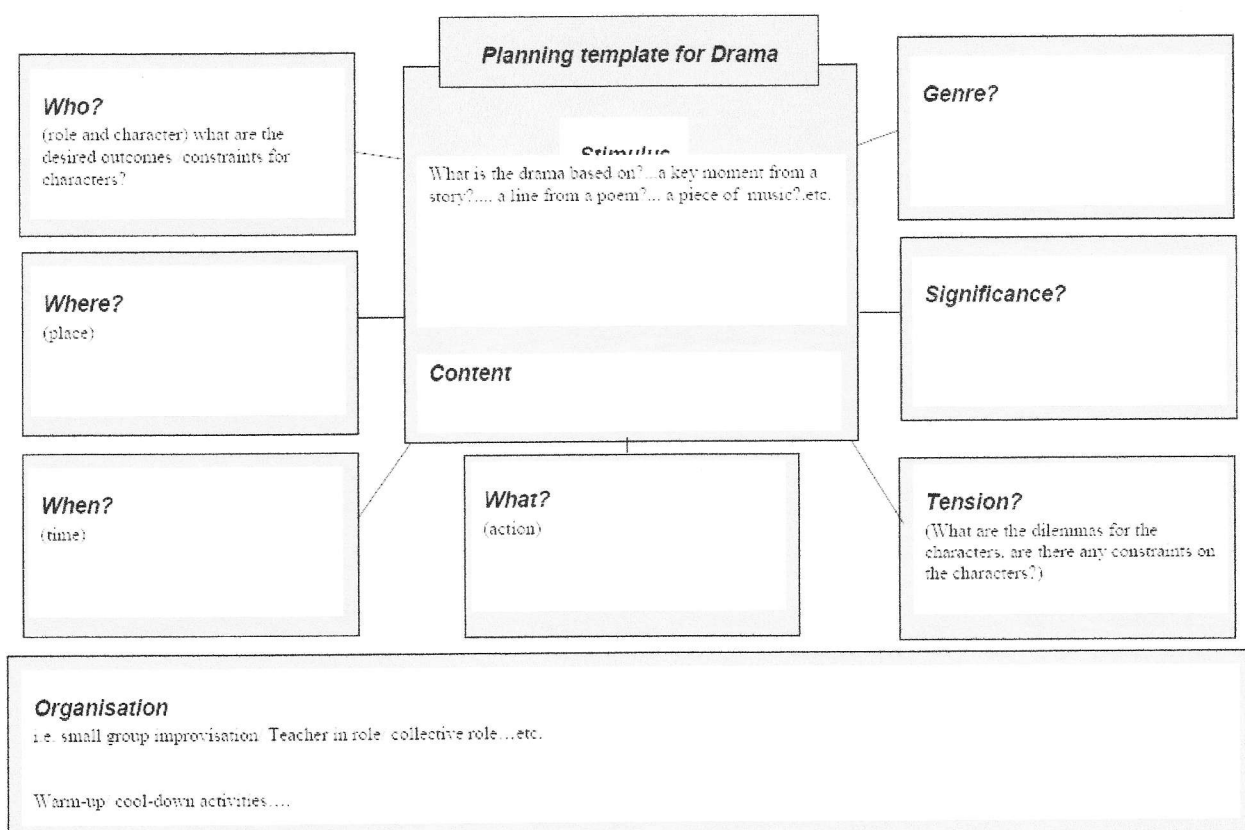 Planning template for Drama
Who?
(role and character) what are the
desired outcomes constraints for
characters?
Stimulus
What is the drama based on?...a key moment from a
story?.... a line from a poem?... a piece of music?.etc.
Genre?
Where?
(place)
Significance?
Content
When?
(time)
What?
(action)
Tension?
(What are the dilemmas for the
characters, are there any constraints on
the characters?)
Organisation
i.e. small group improvisation Teacher in role collective role…etc.
Warm-up cool-down activities….